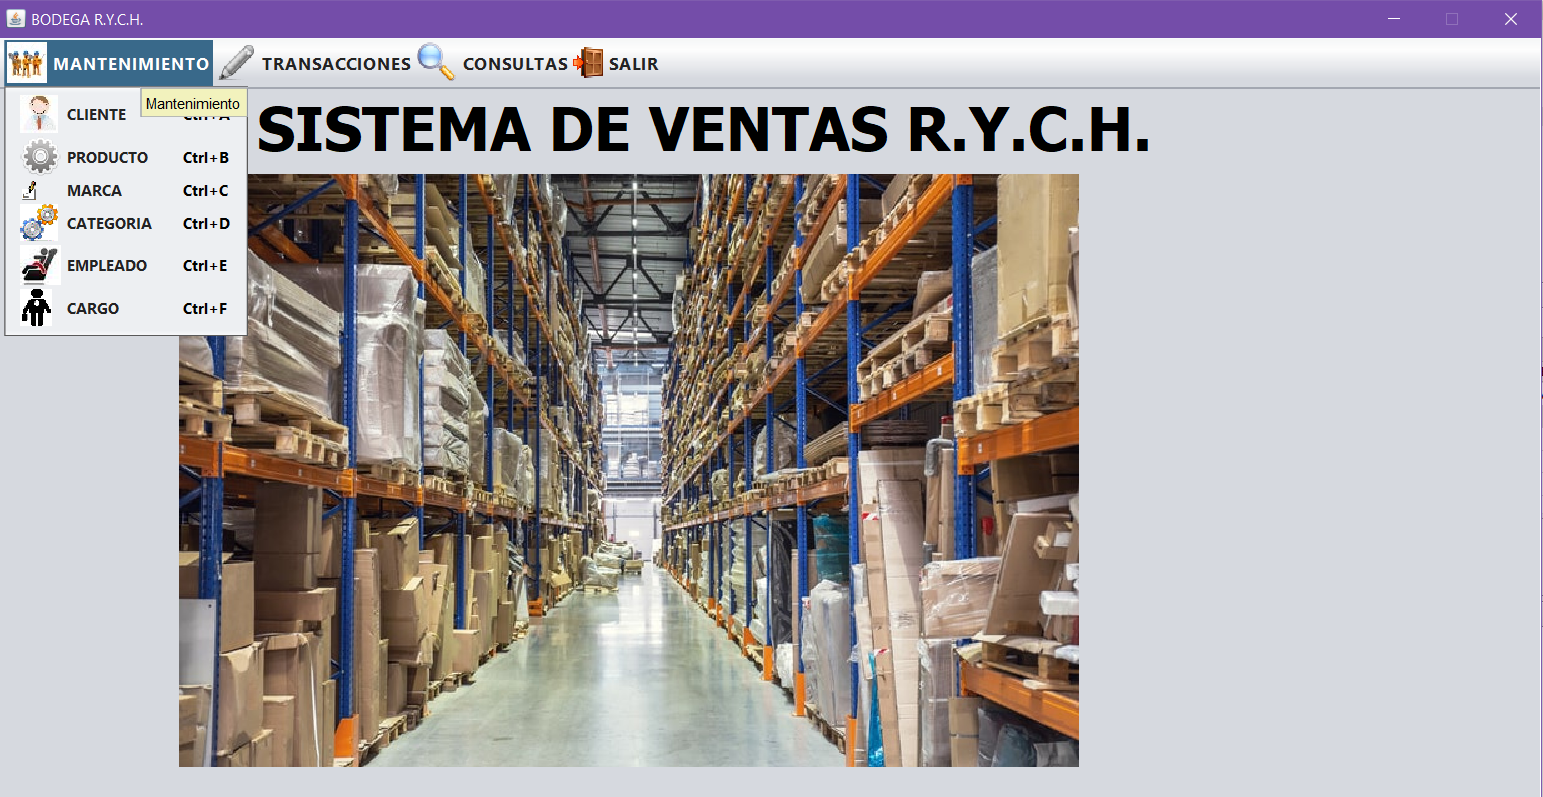 BODEGA R.Y.C.H.
MANTENIMIENTO TRANSACCIONES CONSULTAS SALIR
Mantenimiento
CLIENTE
PRODUCTO Ctrl+B
MARCA Ctrl+C
CATEGORIA Ctrl+D
EMPLEADO Ctrl+E
CARGO Ctrl+F
SISTEMA DE VENTAS R.Y.C.H.